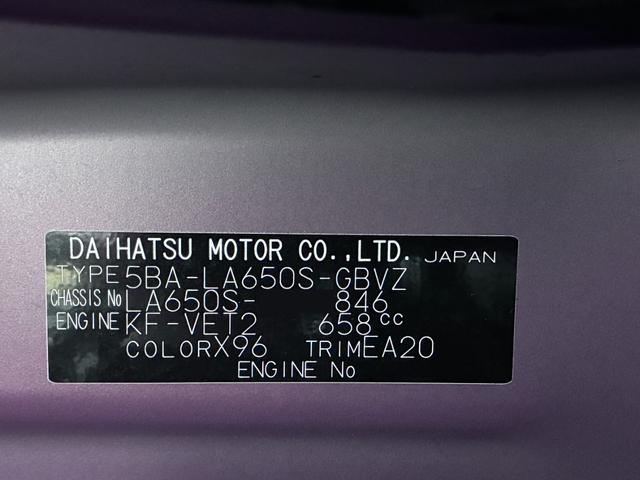 DAIHATSU MOTOR CO.,LTD. JAPAN
TYPE 5BA-LA650S-GBVZ
CHASSIS No LA650S- 846
ENGINE KF-VET2 658cc
COLOR X96 TRIM EA20
ENGINE No